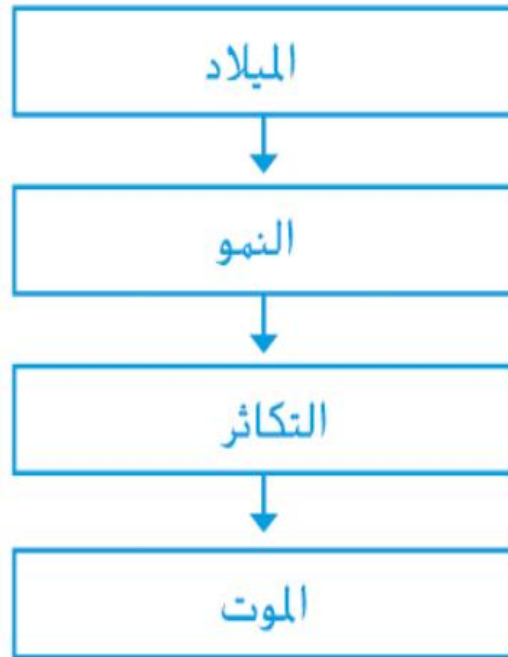 الميلاد
النمو
التكاثر
الموت